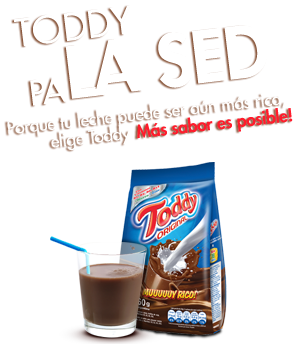 TODDY
PA LA SED
Porque tu leche puede ser aún más rico,
elige Toddy ¡Más sabor es posible!
Toddy
ORIGINAL
¡MUUUUUY RICO!